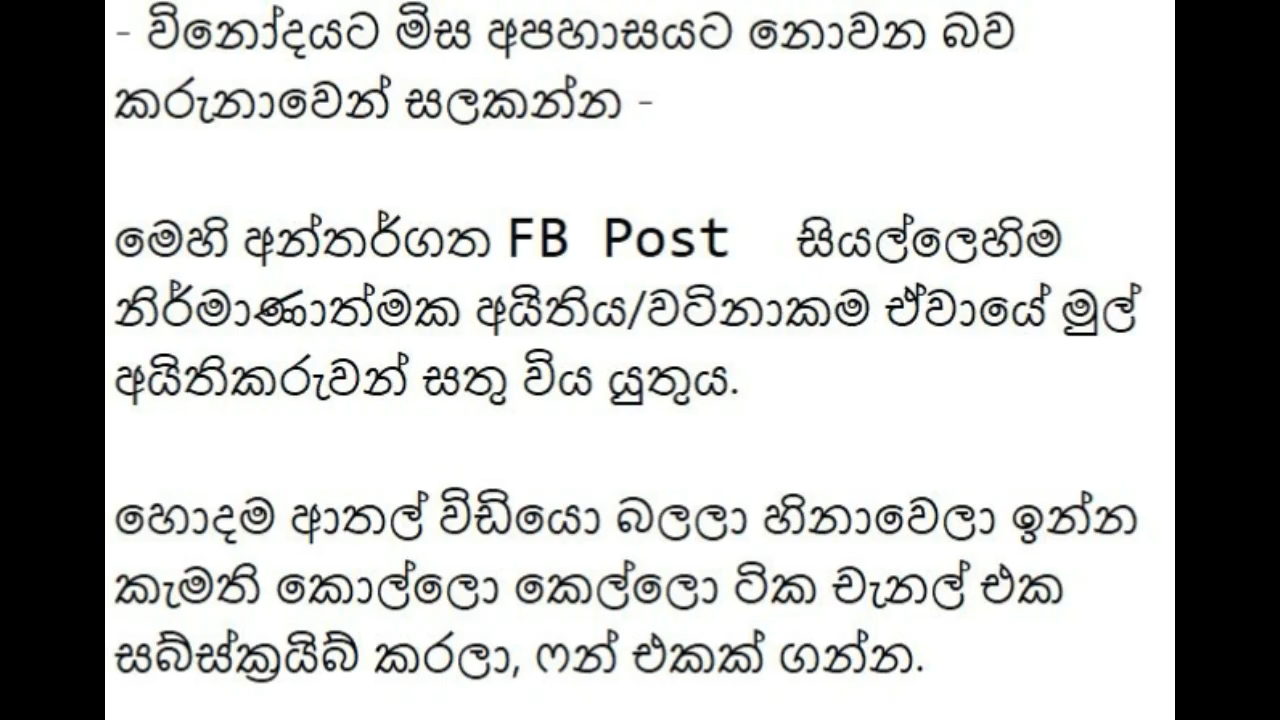 - විනෝදයට මිස අපහාසයට නොවන බව
කරුනාවෙන් සලකන්න -
මෙහි අන්තර්ගත FB Post සියල්ලෙහිම
නිර්මාණාත්මක අයිතිය/වටිනාකම ඒවායේ මුල්
අයිතිකරුවන් සතු විය යුතුය.
හොදම ආතල් විඩියො බලලා හිනාවෙලා ඉන්න
කැමති කොල්ලො කෙල්ලො ටික චැනල් එක
සබ්ස්ක්‍රයිබ් කරලා, ෆන් එකක් ගන්න.